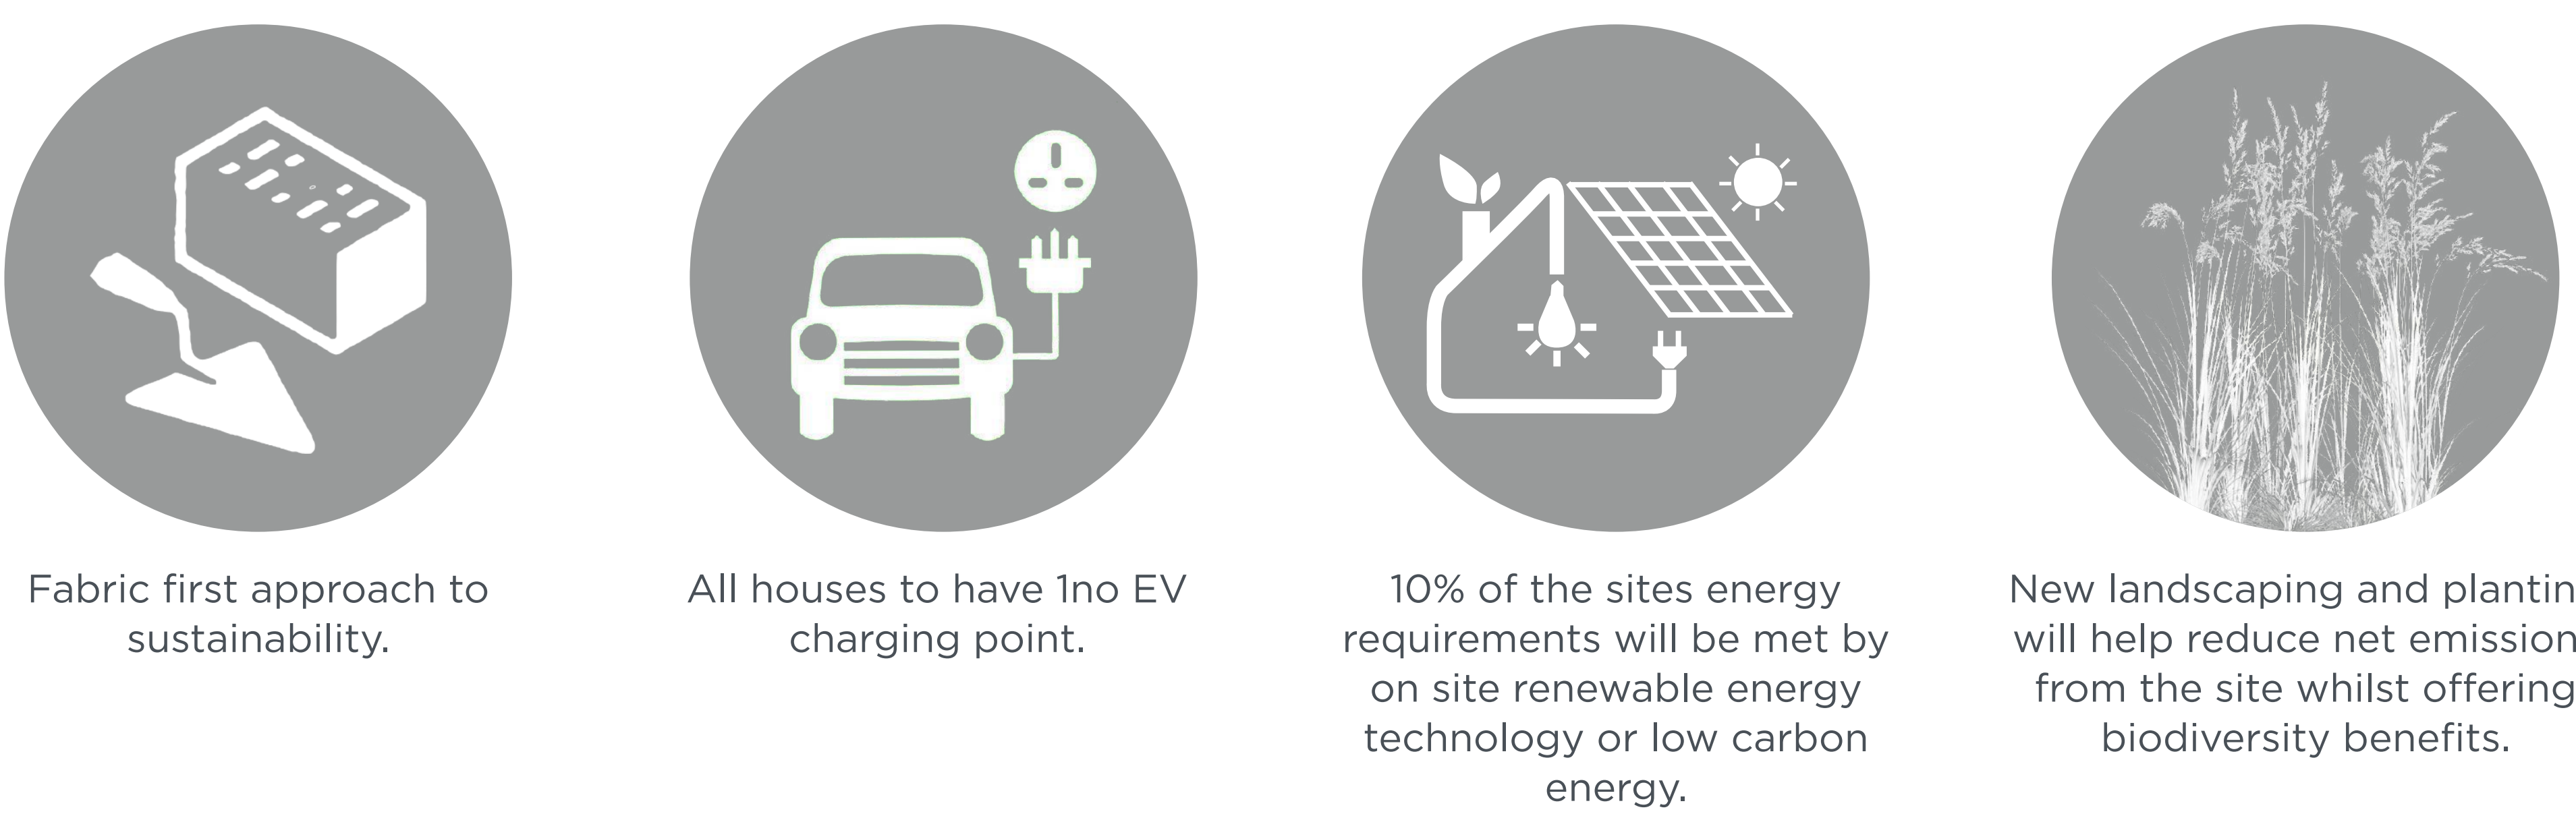 Fabric first approach to
sustainability.
All houses to have 1no EV
charging point.
10% of the sites energy
requirements will be met by
on site renewable energy
technology or low carbon
energy.
New landscaping and plantin
will help reduce net emission
from the site whilst offering
biodiversity benefits.